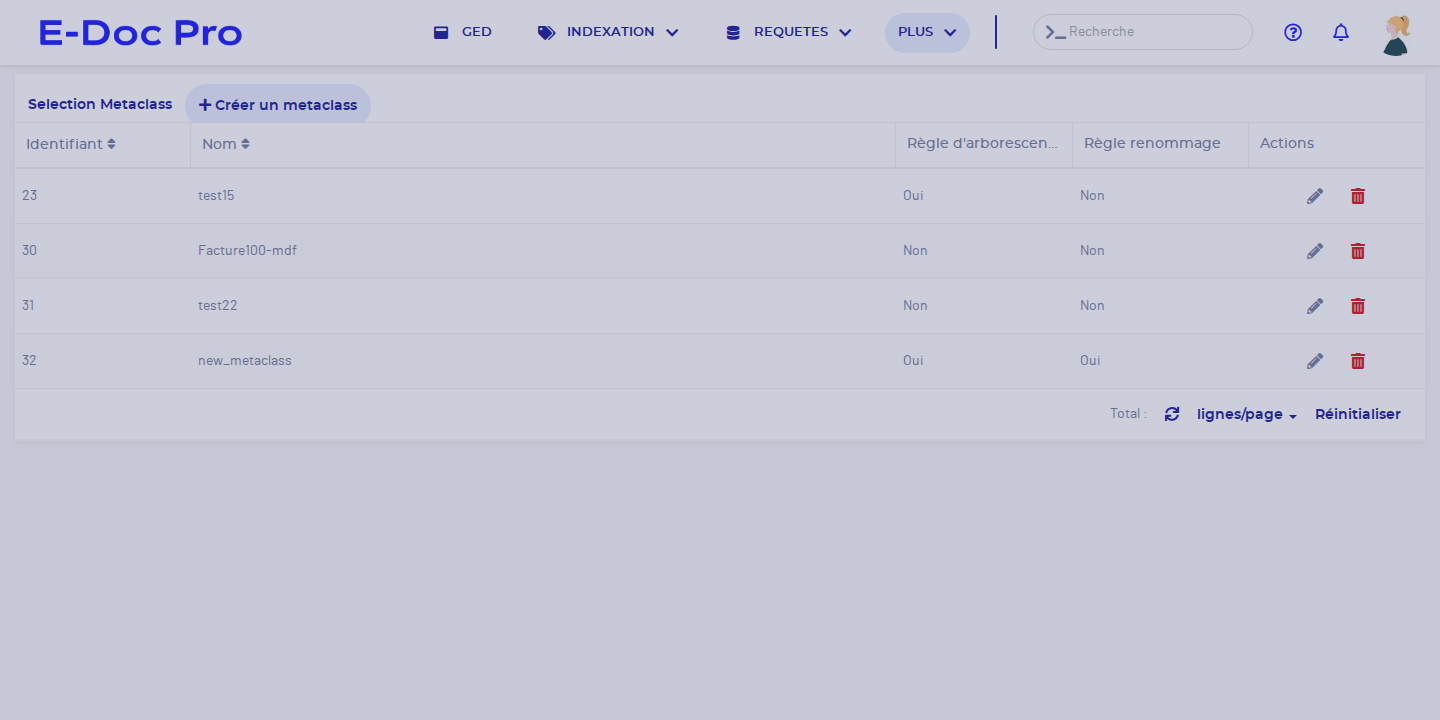 E-Doc Pro
GED
INDEXATION
REQUETES
PLUS
Recherche
Selection Metaclass
Créer un metaclass
Identifiant Nom Règle d'arborescen... Règle renommage Actions
23 test15 Oui Non
30 Facture100-mdf Non Non
31 test22 Non Non
32 new_metaclass Oui Oui
Total : lignes/page Réinitialiser